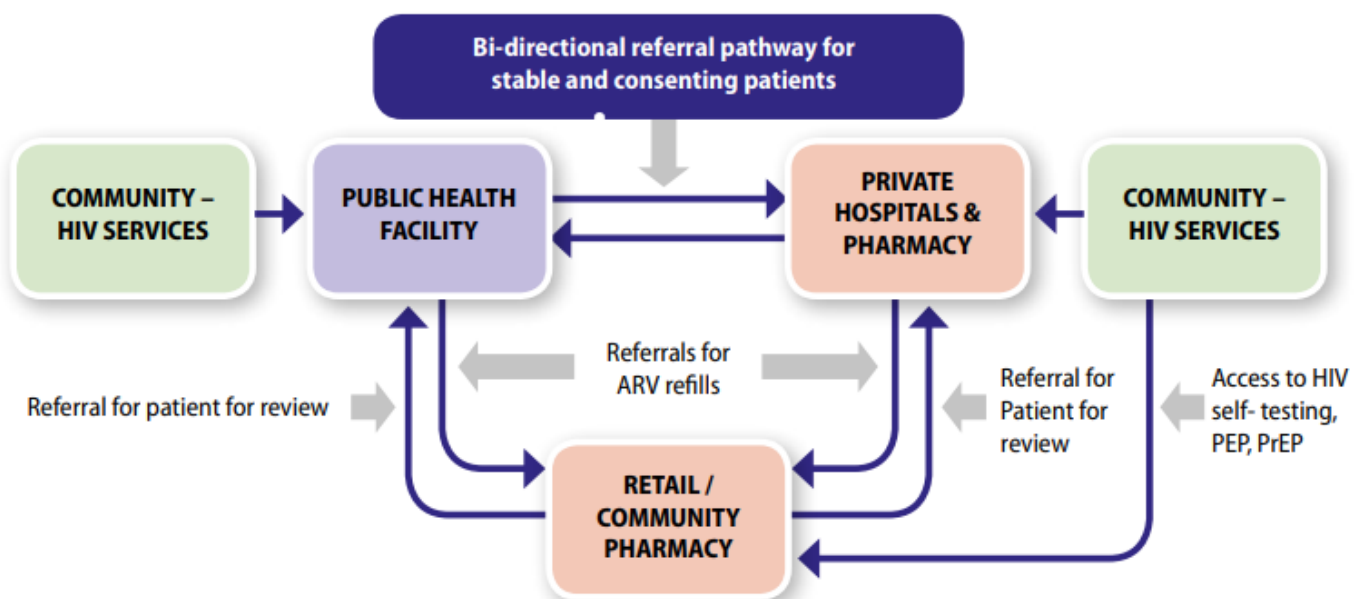 Bi-directional referral pathway for
stable and consenting patients
COMMUNITY –
HIV SERVICES
PUBLIC HEALTH
FACILITY
PRIVATE
HOSPITALS &
PHARMACY
COMMUNITY –
HIV SERVICES
Referral for patient for review
Referrals for
ARV refills
Referral for
Patient for
review
Access to HIV
self- testing,
PEP, PrEP
RETAIL /
COMMUNITY
PHARMACY